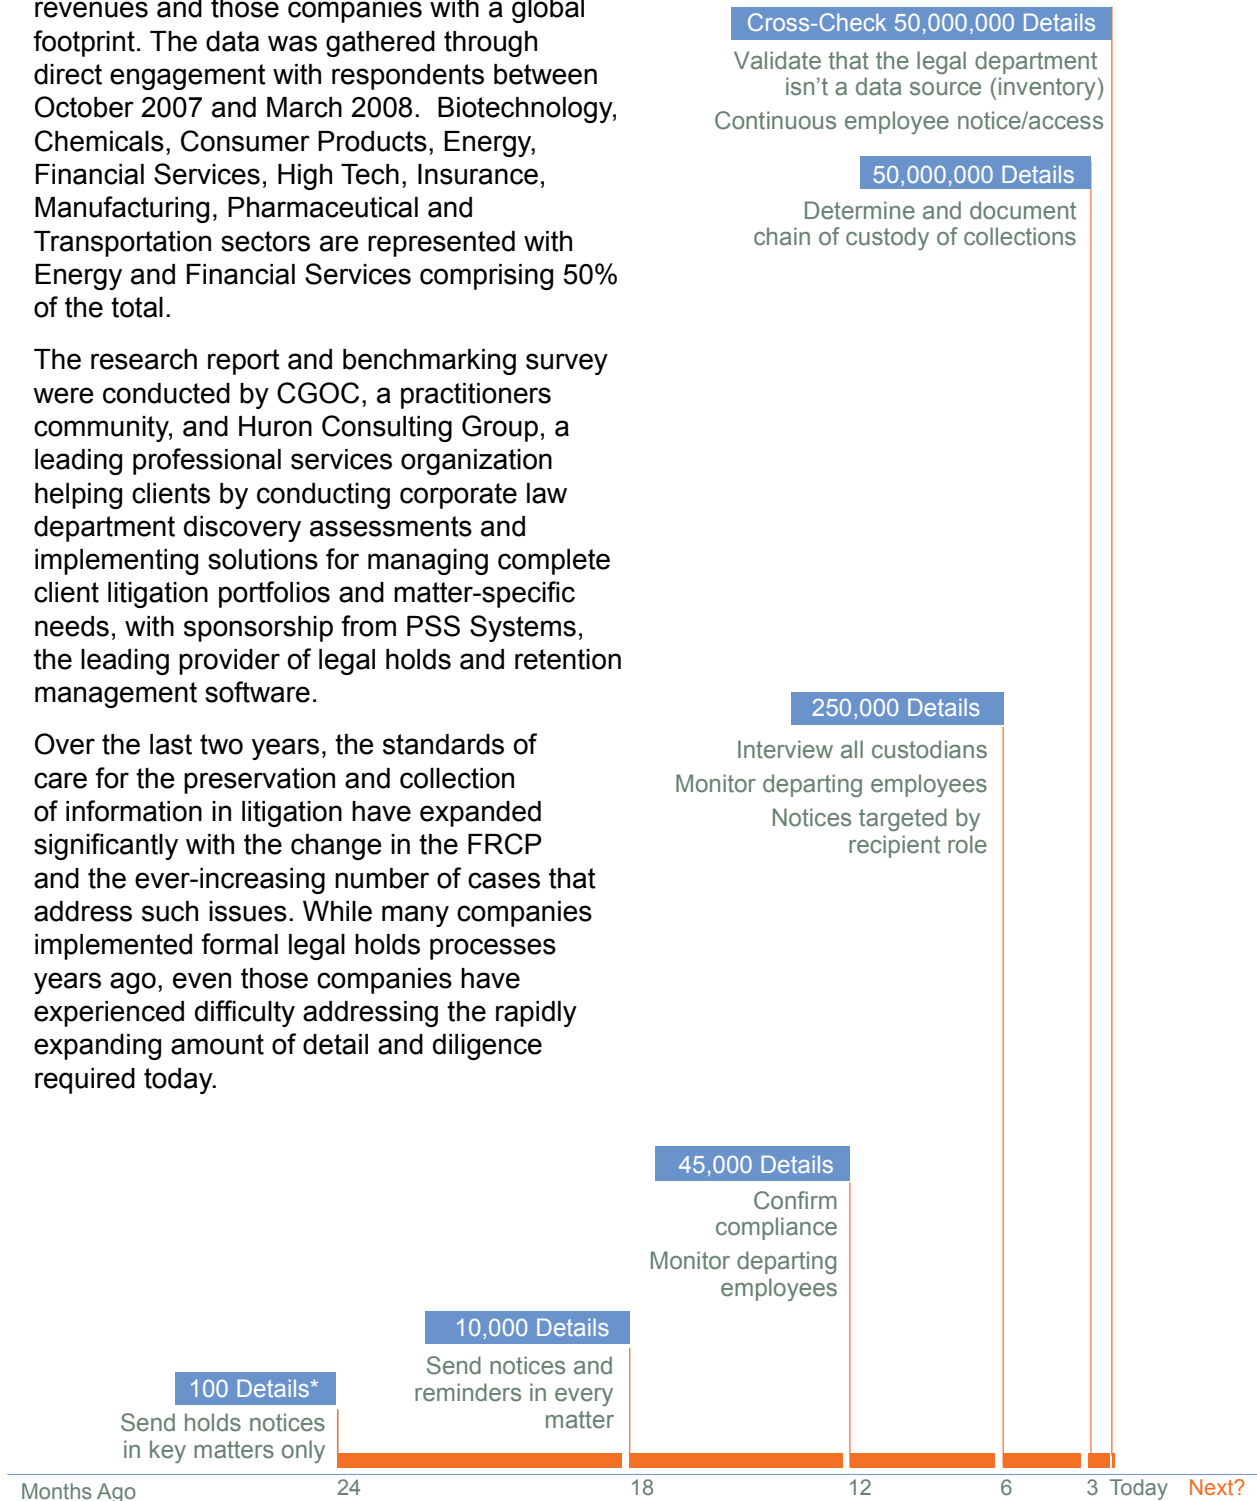 revenues and those companies with a global
footprint. The data was gathered through
direct engagement with respondents between
October 2007 and March 2008.  Biotechnology,
Chemicals, Consumer Products, Energy,
Financial Services, High Tech, Insurance,
Manufacturing, Pharmaceutical and
Transportation sectors are represented with
Energy and Financial Services comprising 50%
of the total.
The research report and benchmarking survey
were conducted by CGOC, a practitioners
community, and Huron Consulting Group, a
leading professional services organization
helping clients by conducting corporate law
department discovery assessments and
implementing solutions for managing complete
client litigation portfolios and matter-specific
needs, with sponsorship from PSS Systems,
the leading provider of legal holds and retention
management software.
Over the last two years, the standards of
care for the preservation and collection
of information in litigation have expanded
significantly with the change in the FRCP
and the ever-increasing number of cases that
address such issues. While many companies
implemented formal legal holds processes
years ago, even those companies have
experienced difficulty addressing the rapidly
expanding amount of detail and diligence
required today.
Cross-Check 50,000,000 Details
Validate that the legal department
isn't a data source (inventory)
Continuous employee notice/access
50,000,000 Details
Determine and document
chain of custody of collections
250,000 Details
Interview all custodians
Monitor departing employees
Notices targeted by
recipient role
45,000 Details
Confirm
compliance
Monitor departing
employees
10,000 Details
Send notices and
reminders in every
matter
100 Details*
Send holds notices
in key matters only
Months Ago 24 18 12 6 3 Today Next?